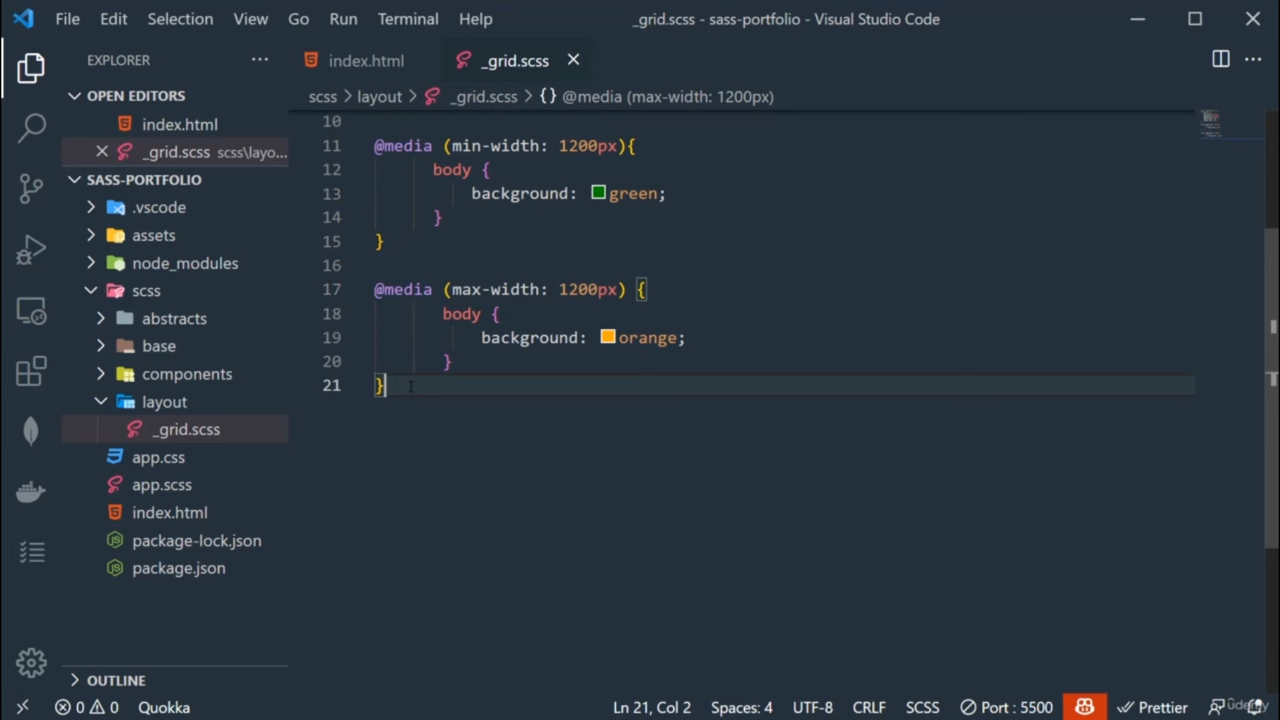 File Edit Selection View Go Run Terminal Help _grid.scss - sass-portfolio - Visual Studio Code
EXPLORER
index.html _grid.scss
OPEN EDITORS
index.html
_grid.scss scss\layo...
SASS-PORTFOLIO
.vscode
assets
node_modules
scss
abstracts
base
components
layout
_grid.scss
app.css
app.scss
index.html
package-lock.json
package.json
OUTLINE
scss > layout > _grid.scss > {} @media (max-width: 1200px)
10
11 @media (min-width: 1200px){
12 body {
13 background: green;
14 }
15 }
16
17 @media (max-width: 1200px) {
18 body {
19 background: orange;
20 }
21 }
0 0 Quokka Ln 21, Col 2 Spaces: 4 UTF-8 CRLF SCSS Port : 5500 Prettier
udemy